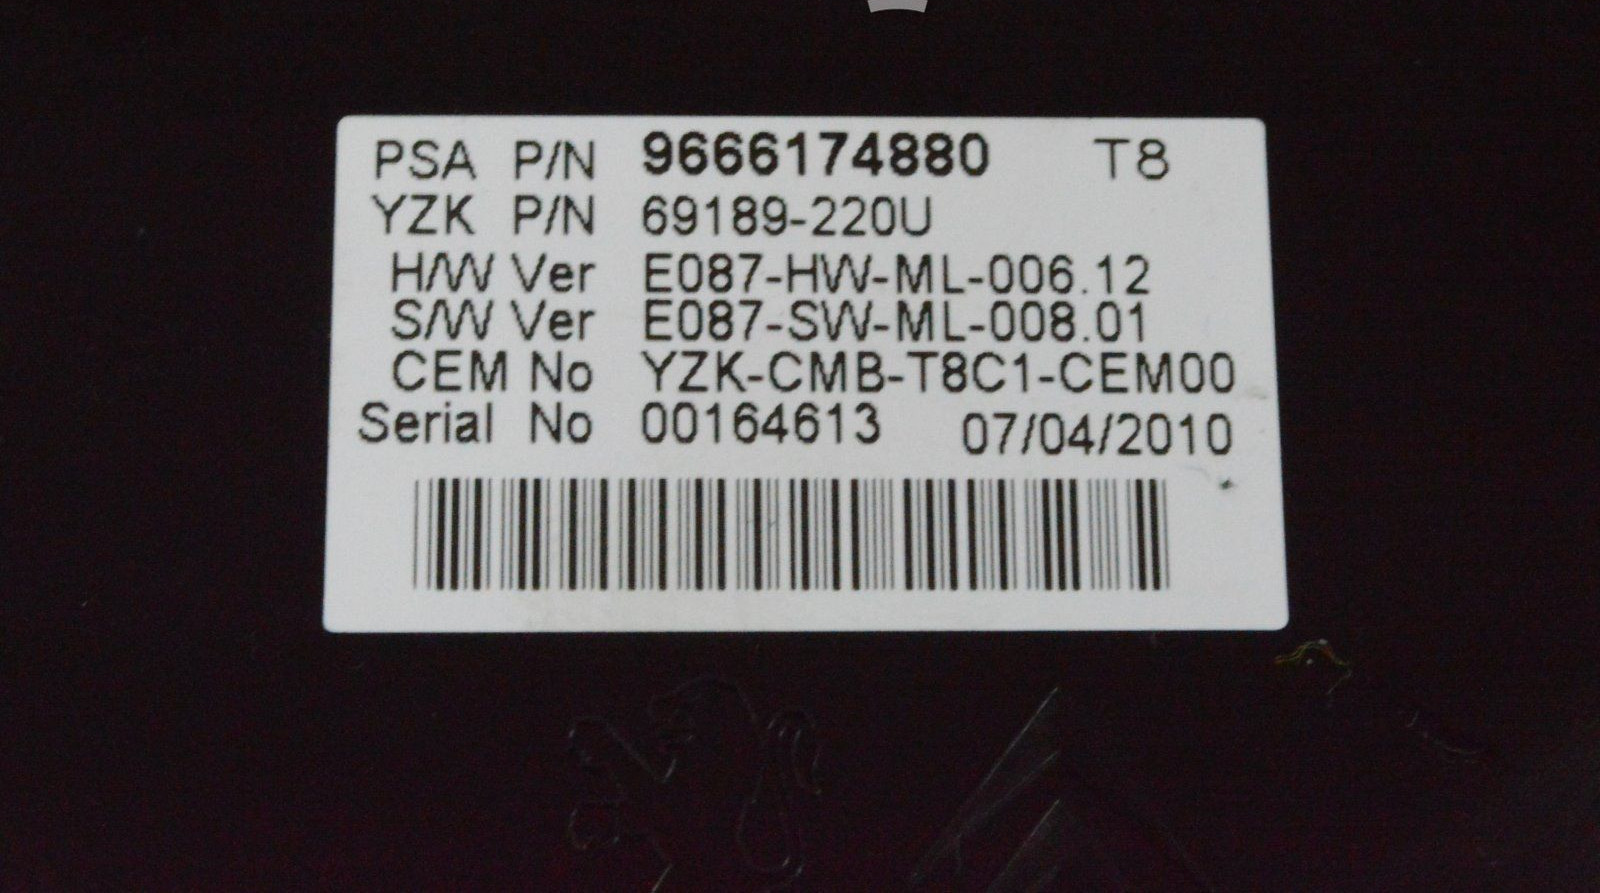 PSA P/N 9666174880 T8
YZK P/N 69189-220U
H/W Ver E087-HW-ML-006.12
S/W Ver E087-SW-ML-008.01
CEM No YZK-CMB-T8C1-CEM00
Serial No 00164613 07/04/2010